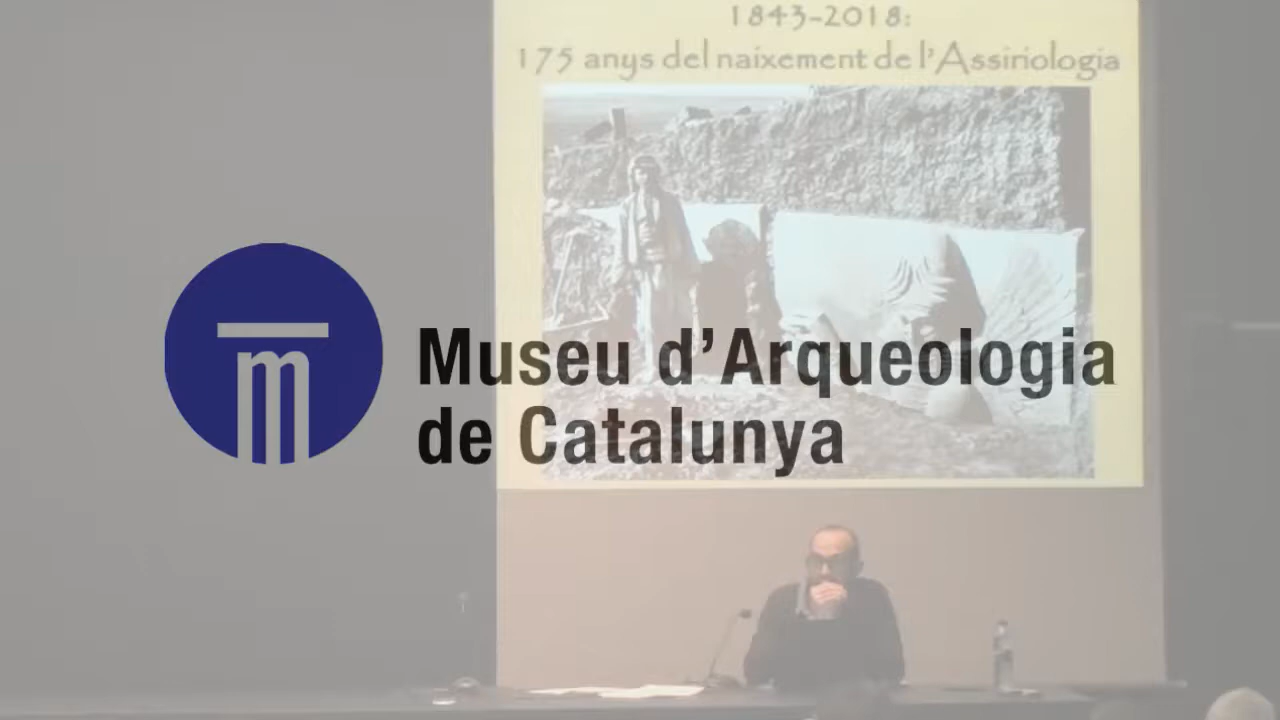 1843-2018:
175 anys del naixement de l'Assiriologia
m
Museu d'Arqueologia
de Catalunya